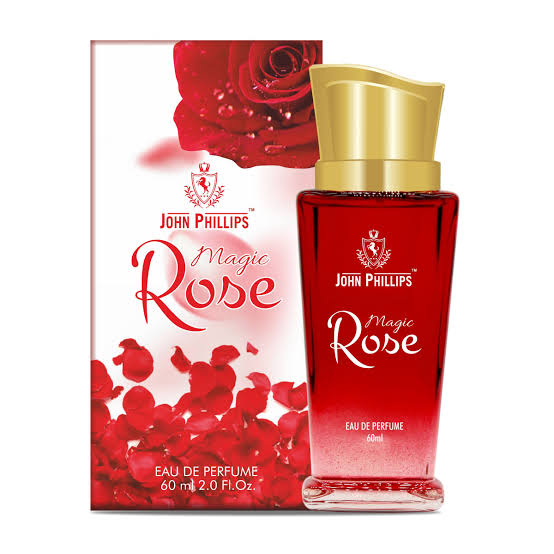 JOHN PHILLIPS™
Magic
Rose
EAU DE PERFUME
60 ml 2.0 Fl.Oz.
JOHN PHILLIPS™
Magic
Rose
EAU DE PERFUME
60ml